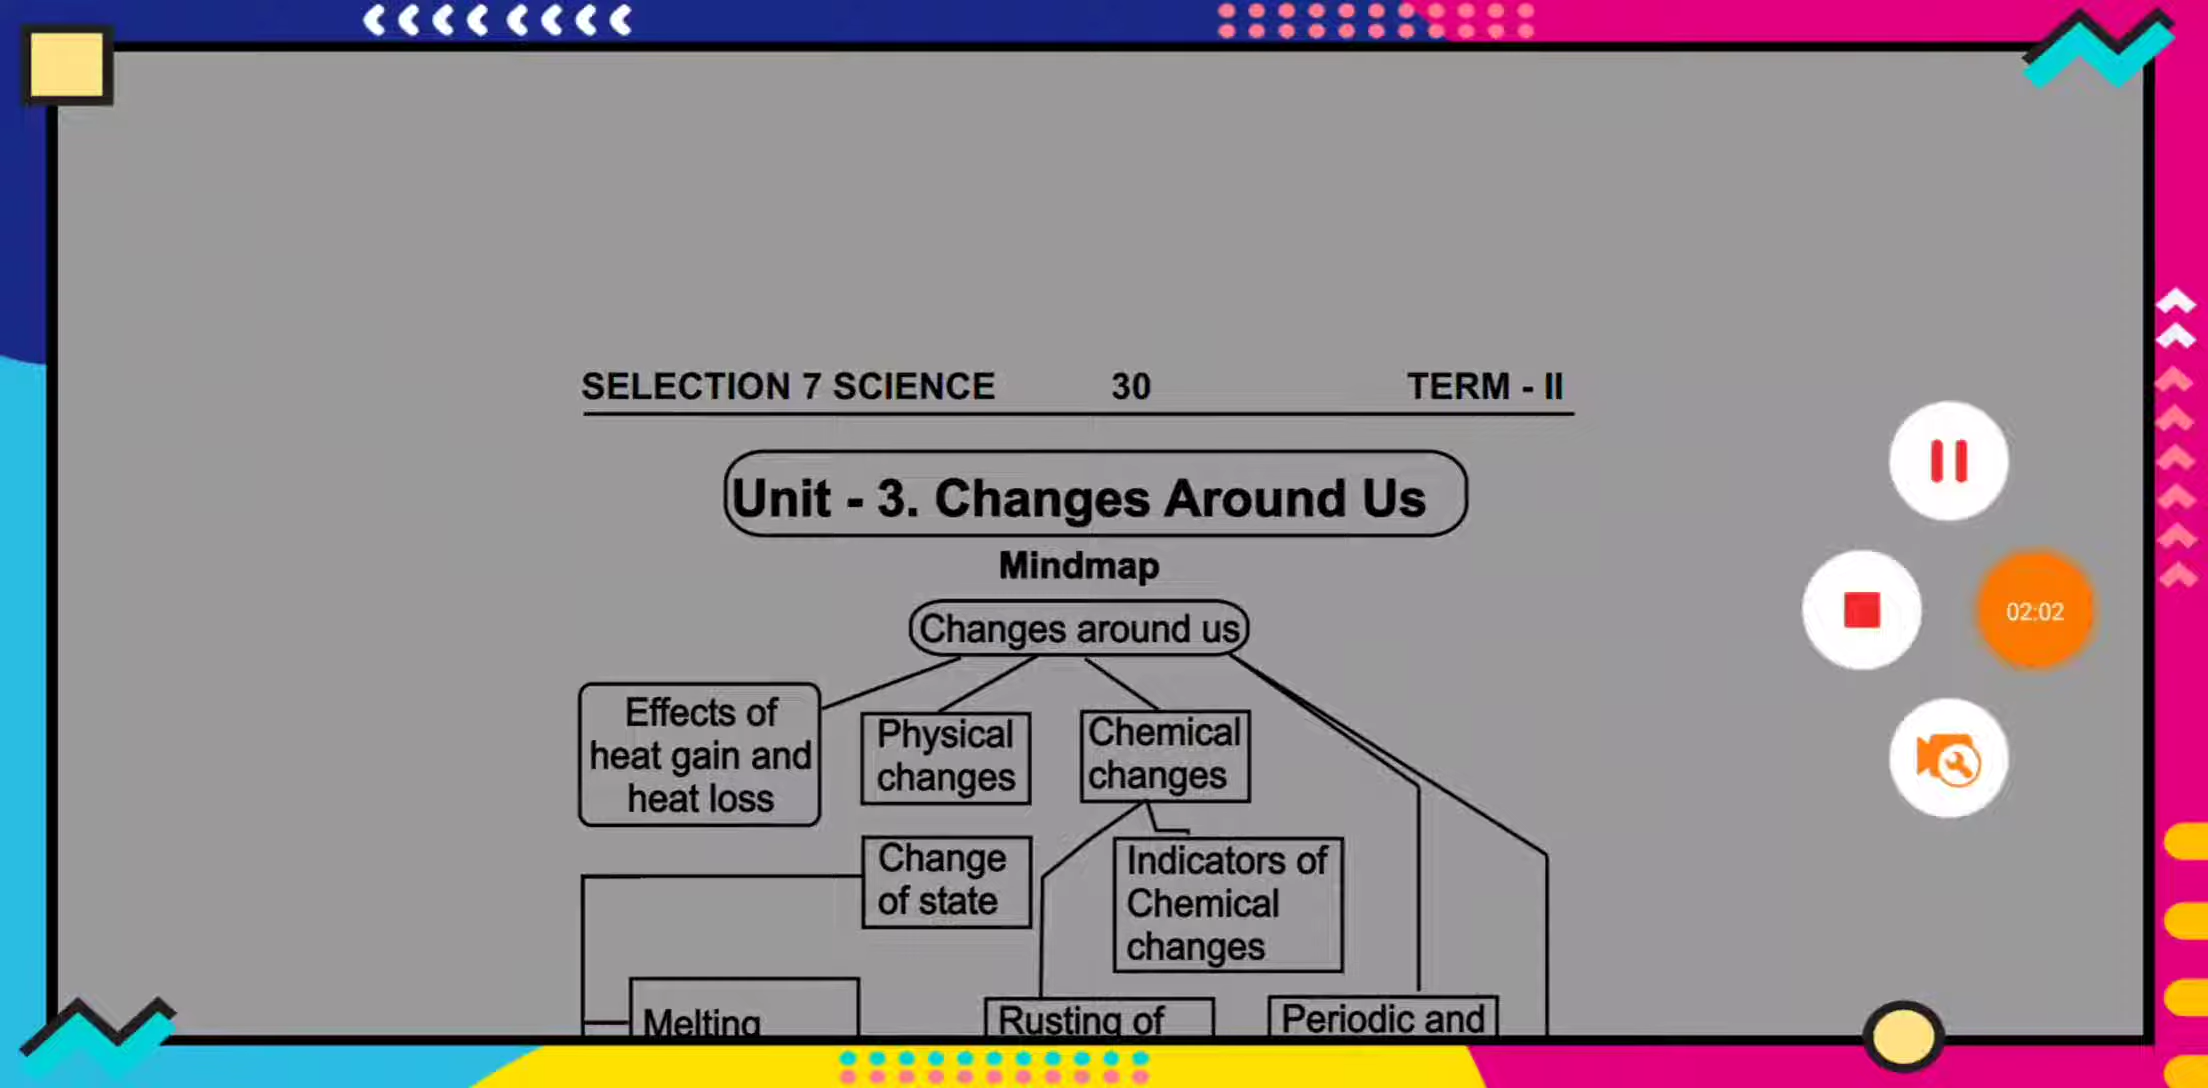 SELECTION 7 SCIENCE 30 TERM - II
Unit - 3. Changes Around Us
Mindmap
Changes around us
Effects of
heat gain and
heat loss
Physical
changes
Chemical
changes
Change
of state
Indicators of
Chemical
changes
Melting
Rusting of
Periodic and
02:02